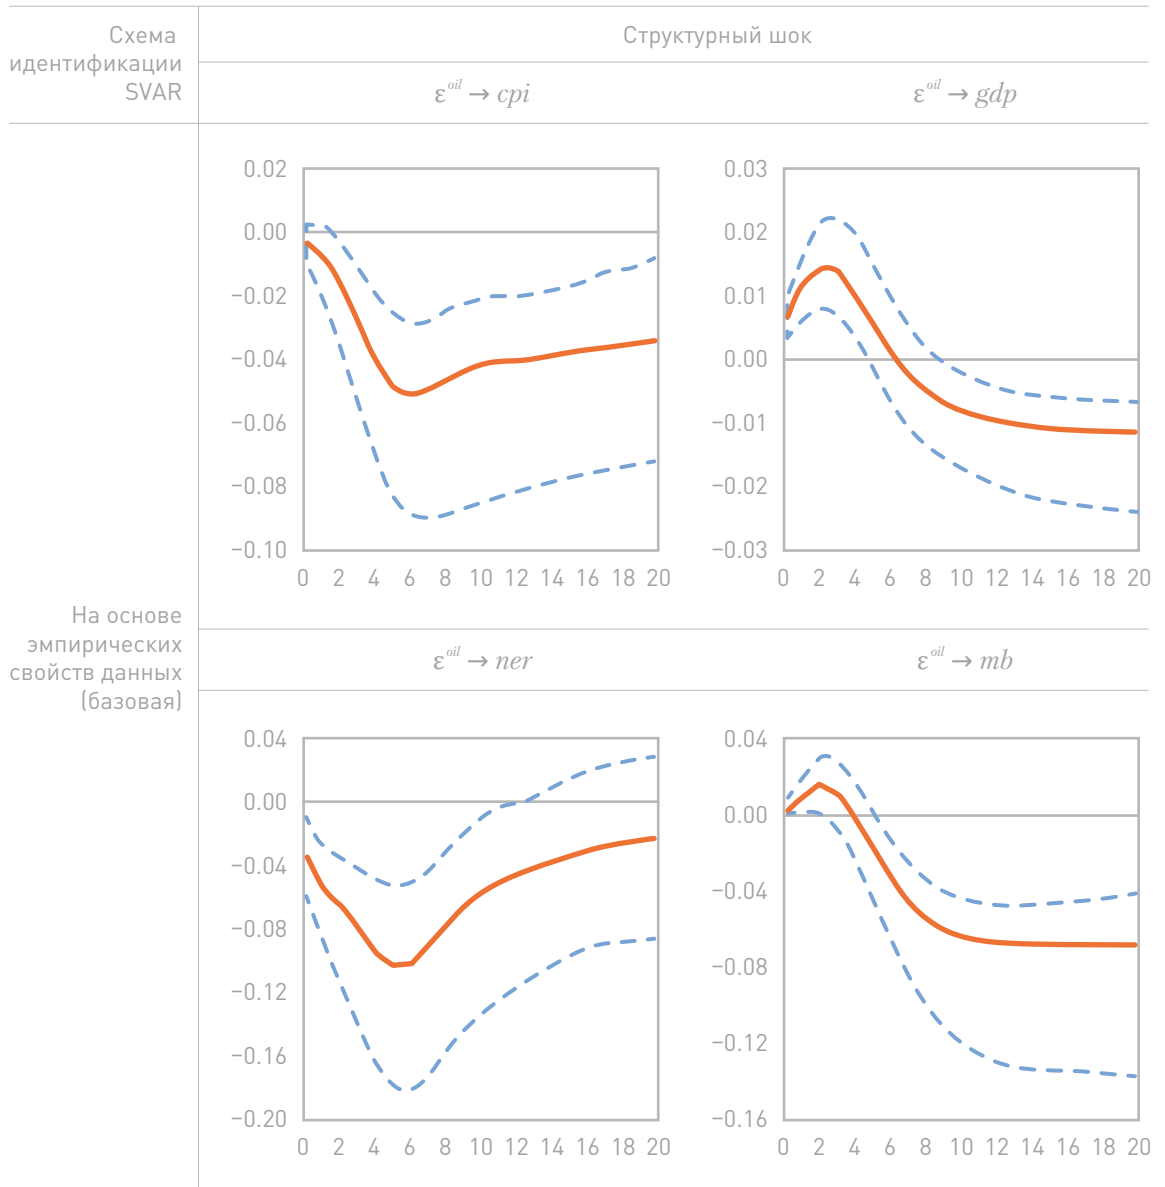 Схема
идентификации
SVAR
Структурный шок
ε^oil → cpi
ε^oil → gdp
На основе
эмпирических
свойств данных
(базовая)
0.02
0.00
−0.02
−0.04
−0.06
−0.08
−0.10
0 2 4 6 8 10 12 14 16 18 20
0.03
0.02
0.01
0.00
−0.01
−0.02
−0.03
0 2 4 6 8 10 12 14 16 18 20
ε^oil → ner
ε^oil → mb
0.04
0.00
−0.04
−0.08
−0.12
−0.16
−0.20
0 2 4 6 8 10 12 14 16 18 20
0.04
0.00
−0.04
−0.08
−0.12
−0.16
0 2 4 6 8 10 12 14 16 18 20